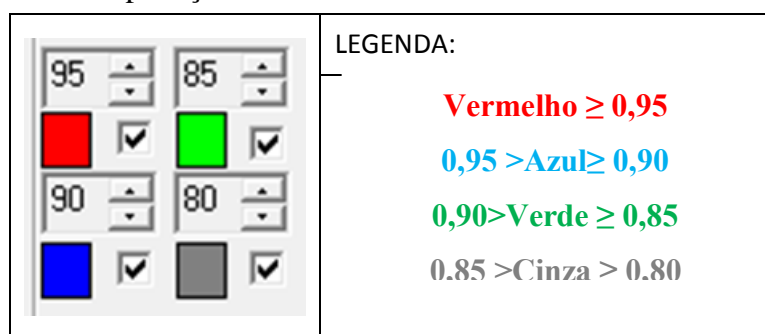 95 85
90 80
LEGENDA:
Vermelho ≥ 0,95
0,95 >Azul≥ 0,90
0,90>Verde ≥ 0,85
0,85 >Cinza > 0,80